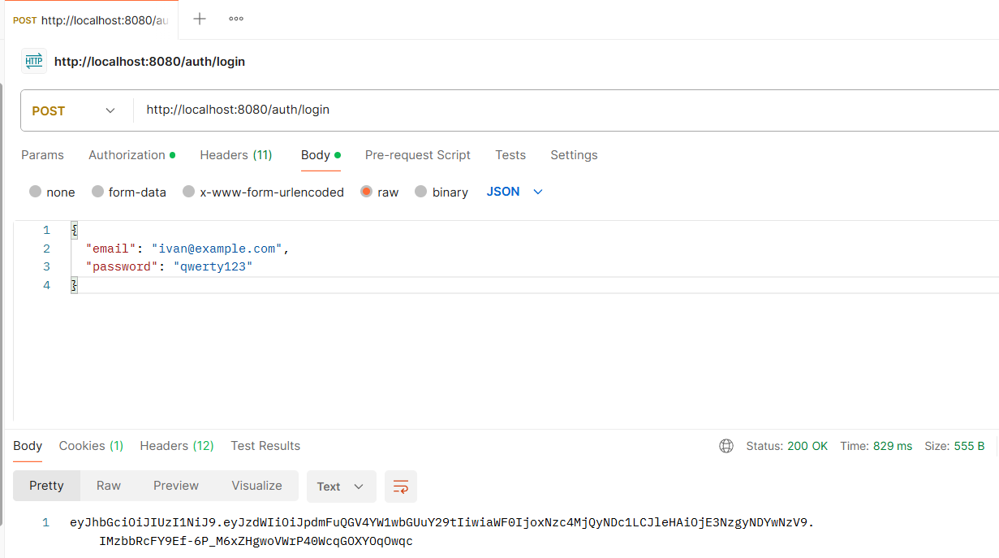 POST http://localhost:8080/au
HTTP http://localhost:8080/auth/login
POST http://localhost:8080/auth/login
Params Authorization Headers (11) Body Pre-request Script Tests Settings
none form-data x-www-form-urlencoded raw binary JSON
1 {
2 "email": "ivan@example.com",
3 "password": "qwerty123"
4 }
Body Cookies (1) Headers (12) Test Results Status: 200 OK Time: 829 ms Size: 555 B
Pretty Raw Preview Visualize Text
1 eyJhbGciOiJIUzI1NiJ9.eyJzdWIiOiJpdmFuQGV4YW1wbGUuY29tIiwiaWF0IjoxNzc4MjQyNDc1LCJleHAiOjE3NzgyNDYwNzV9.
IMzbbRcFY9Ef-6P_M6xZHgwoVWrP40WcqGOXYOqOwqc